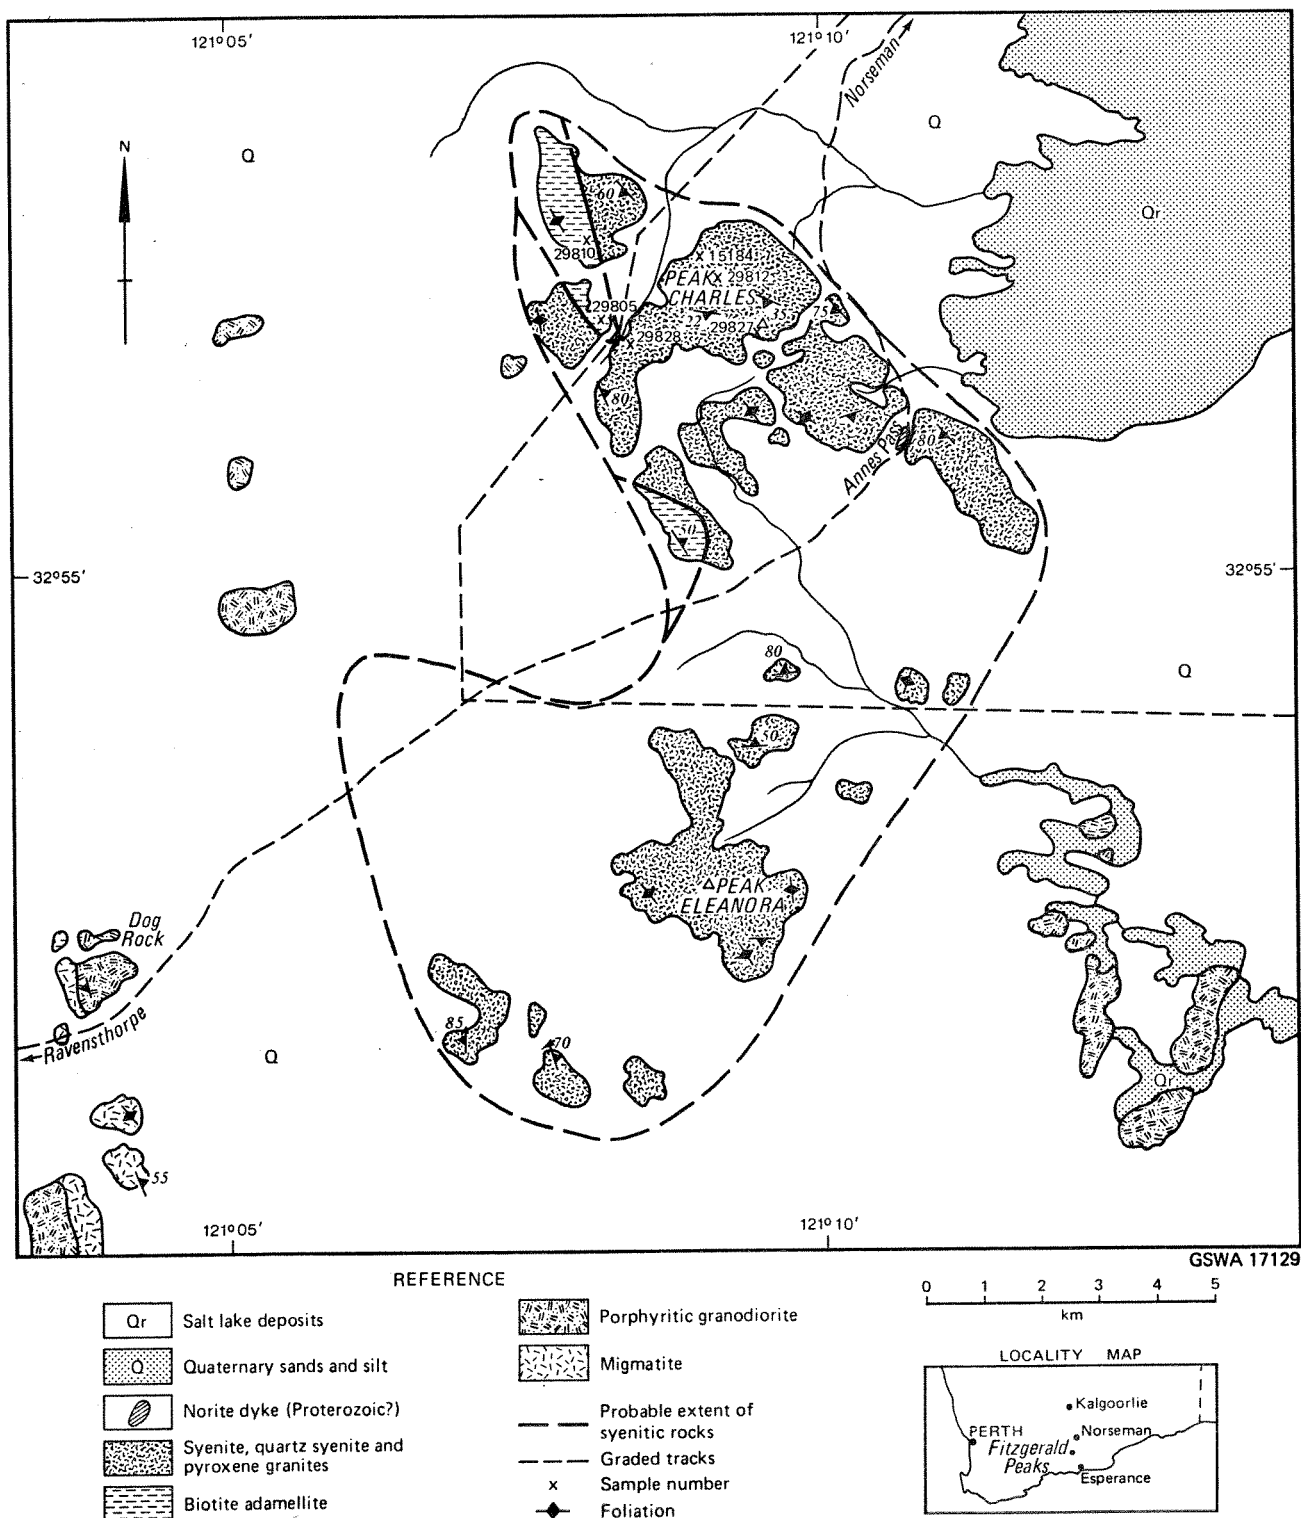 121°05'
121°10'
Norseman
Q
N
Q
60
Qr
29810
x 15184
PEAK x 29812
CHARLES
29805
22
35
29827
75
29828
80
Annes Pass
80
50
32°55'
32°55'
80
Q
50
PEAK
ELEANORA
Dog
Rock
85
70
Ravensthorpe
Q
Qr
55
121°05'
121°10'
GSWA 17129
REFERENCE
Qr Salt lake deposits
Q Quaternary sands and silt
Norite dyke (Proterozoic?)
Syenite, quartz syenite and
pyroxene granites
Biotite adamellite
Porphyritic granodiorite
Migmatite
Probable extent of
syenitic rocks
Graded tracks
x Sample number
Foliation
0 1 2 3 4 5
km
LOCALITY MAP
Kalgoorlie
PERTH
Norseman
Fitzgerald
Peaks
Esperance